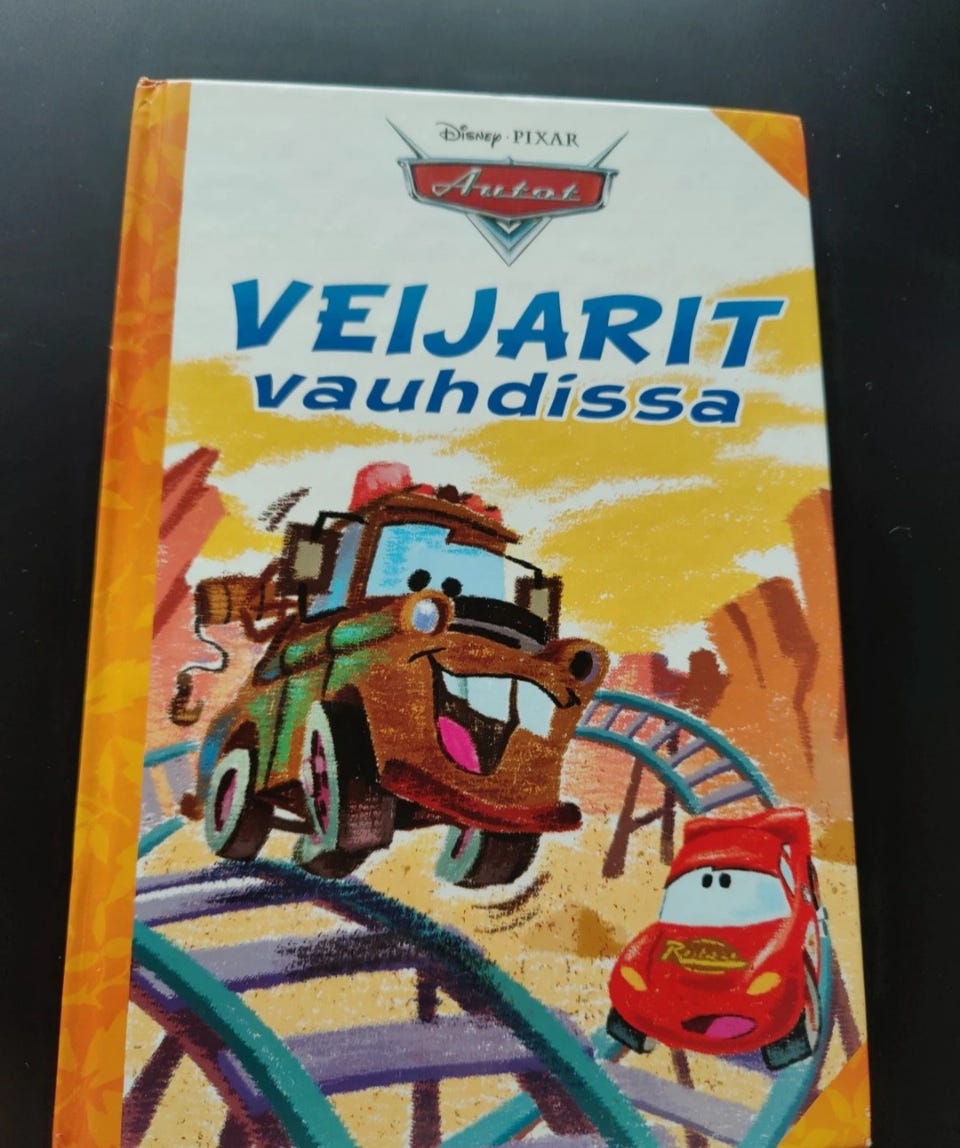 Disney · PIXAR
Autot
VEIJARIT
vauhdissa